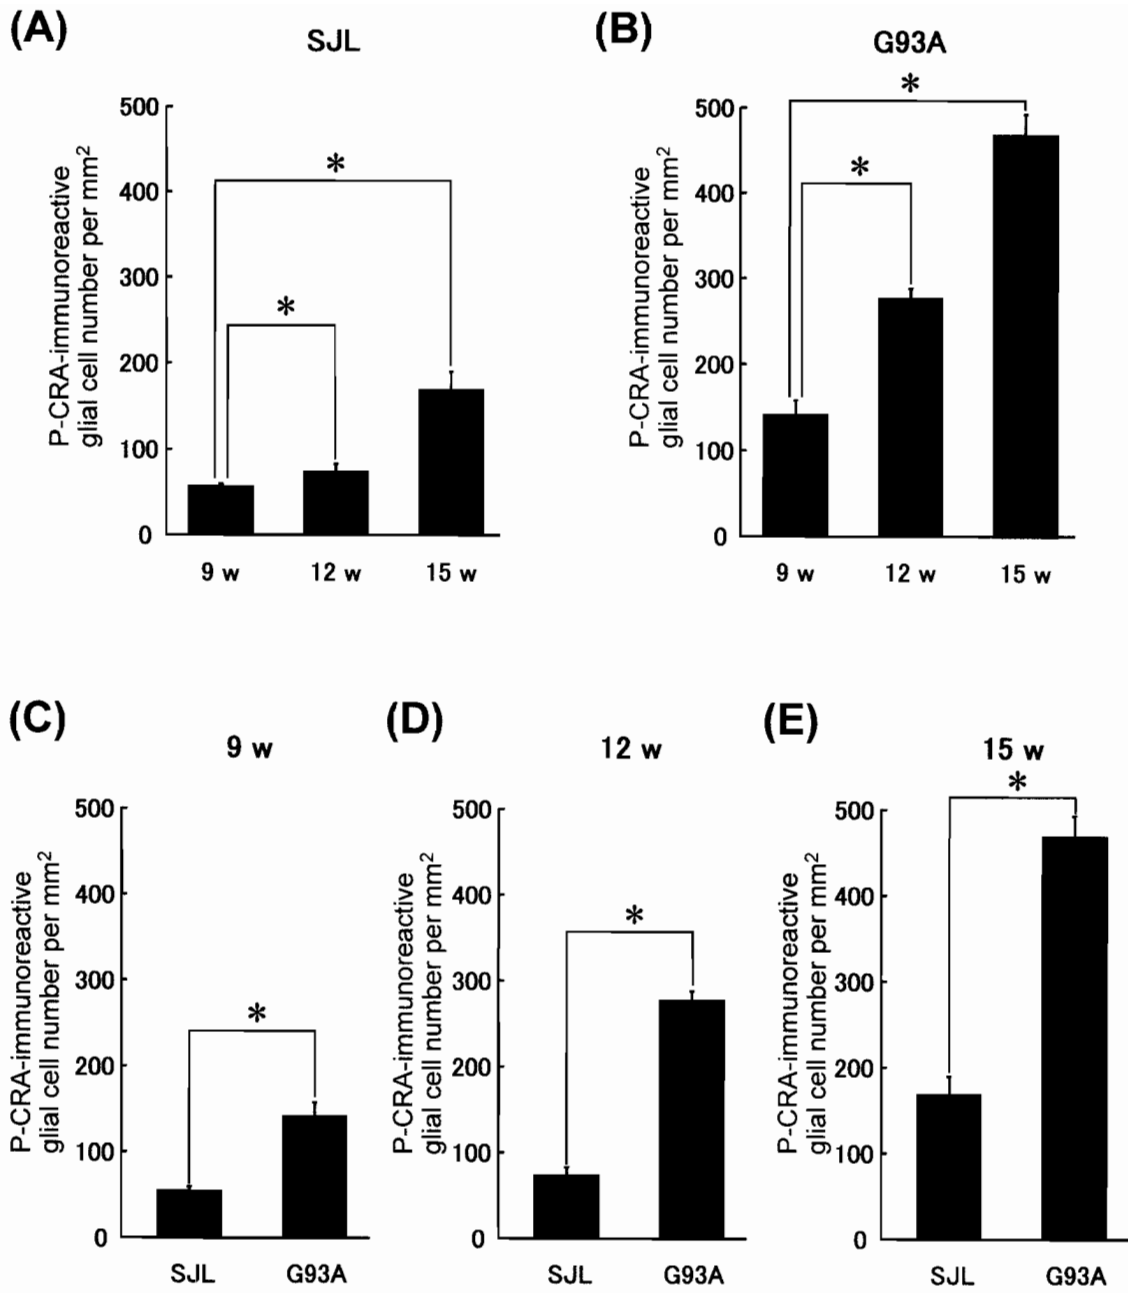 (A)
SJL
P-CRA-immunoreactive
glial cell number per mm2
500
400
300
200
100
0
*
*
9 w
12 w
15 w
(B)
G93A
P-CRA-immunoreactive
glial cell number per mm2
500
400
300
200
100
0
*
*
9 w
12 w
15 w
(C)
9 w
P-CRA-immunoreactive
glial cell number per mm2
500
400
300
200
100
0
*
SJL
G93A
(D)
12 w
P-CRA-immunoreactive
glial cell number per mm2
500
400
300
200
100
0
*
SJL
G93A
(E)
15 w
P-CRA-immunoreactive
glial cell number per mm2
500
400
300
200
100
0
*
SJL
G93A